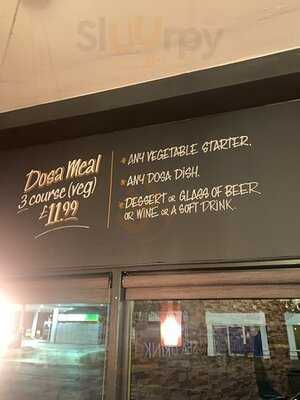 Sluurpy
Dosa Meal
3 course (veg)
£11.99
* ANY VEGETABLE STARTER.
* ANY DOSA DISH.
* DESSERT OR GLASS OF BEER
OR WINE OR A SOFT DRINK.